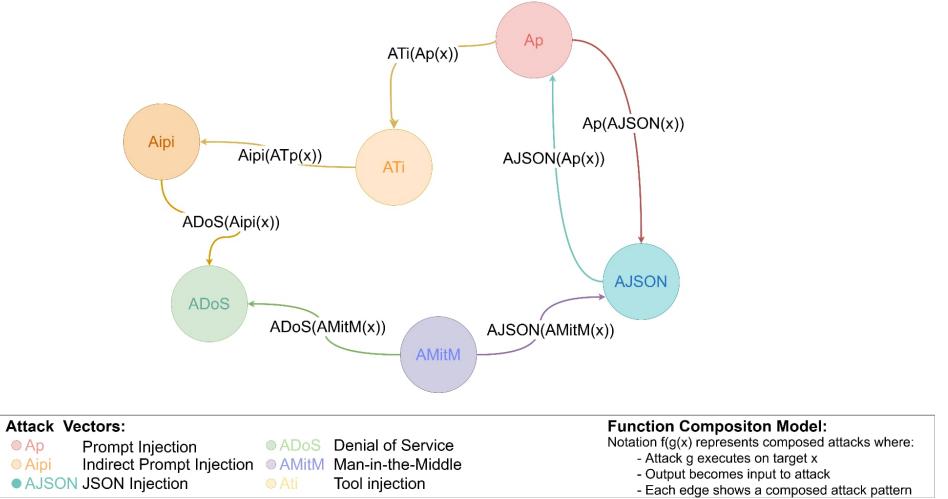 Ap
ATi(Ap(x))
Ap(AJSON(x))
Aipi
Aipi(ATp(x))
AJSON(Ap(x))
ATi
ADoS(Aipi(x))
AJSON
ADoS
ADoS(AMitM(x))
AJSON(AMitM(x))
AMitM
Attack Vectors:
Ap Prompt Injection
Aipi Indirect Prompt Injection
AJSON JSON Injection
ADoS Denial of Service
AMitM Man-in-the-Middle
Ati Tool injection
Function Compositon Model:
Notation f(g(x) represents composed attacks where:
- Attack g executes on target x
- Output becomes input to attack
- Each edge shows a composed attack pattern